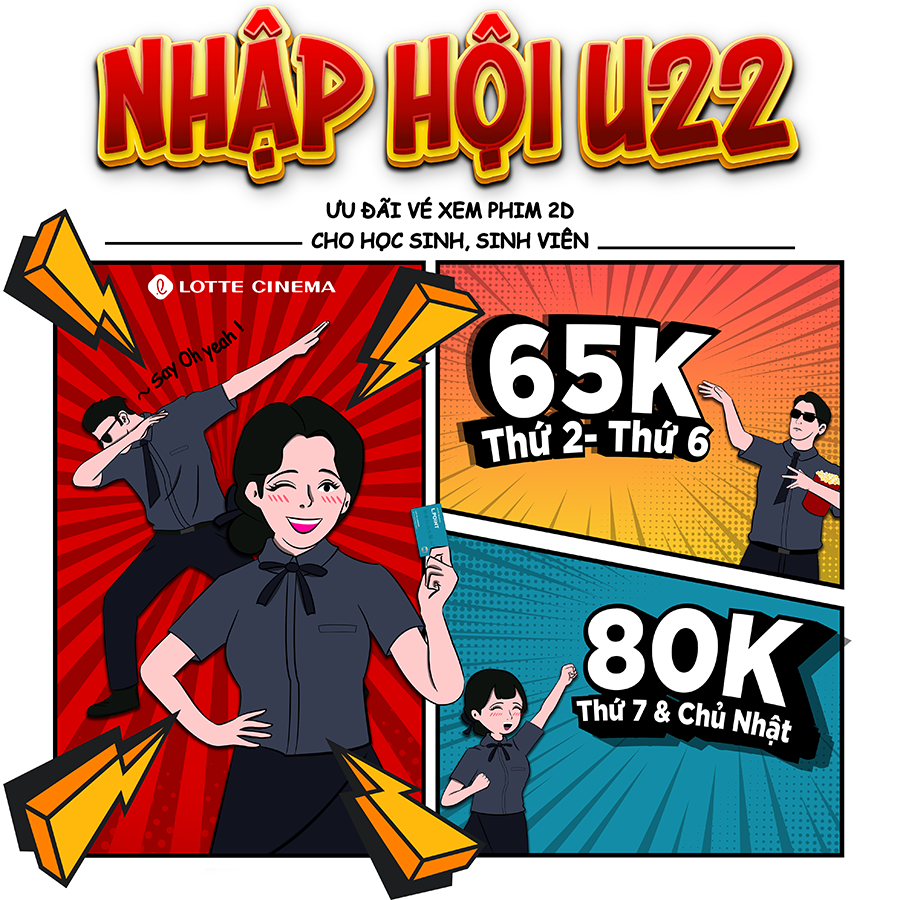 NHẬP HỘI U22
ƯU ĐÃI VÉ XEM PHIM 2D
CHO HỌC SINH, SINH VIÊN
LOTTE CINEMA
~ Say Oh yeah !
65K
Thứ 2- Thứ 6
L.POINT
80K
Thứ 7 & Chủ Nhật